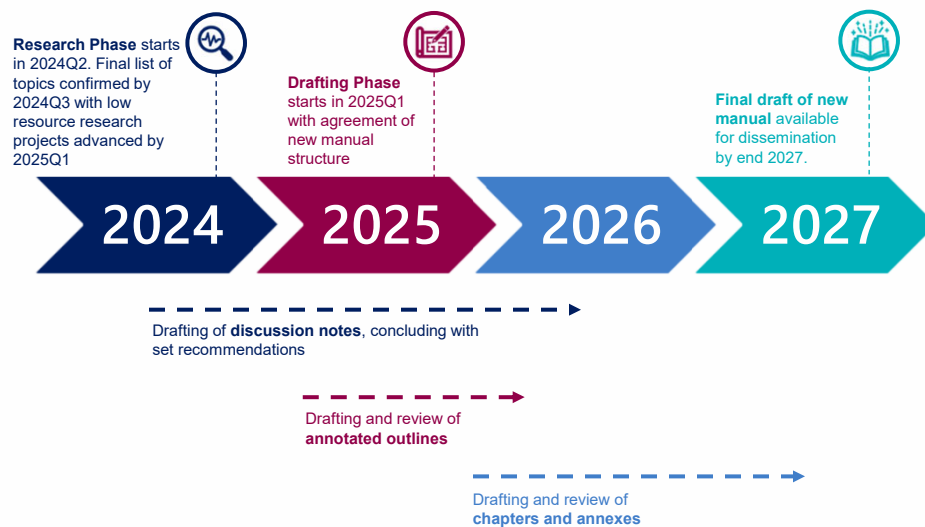 Research Phase starts
in 2024Q2. Final list of
topics confirmed by
2024Q3 with low
resource research
projects advanced by
2025Q1
Drafting Phase
starts in 2025Q1
with agreement of
new manual
structure
Final draft of new
manual available
for dissemination
by end 2027.
2024
2025
2026
2027
Drafting of discussion notes, concluding with
set recommendations
Drafting and review of
annotated outlines
Drafting and review of
chapters and annexes